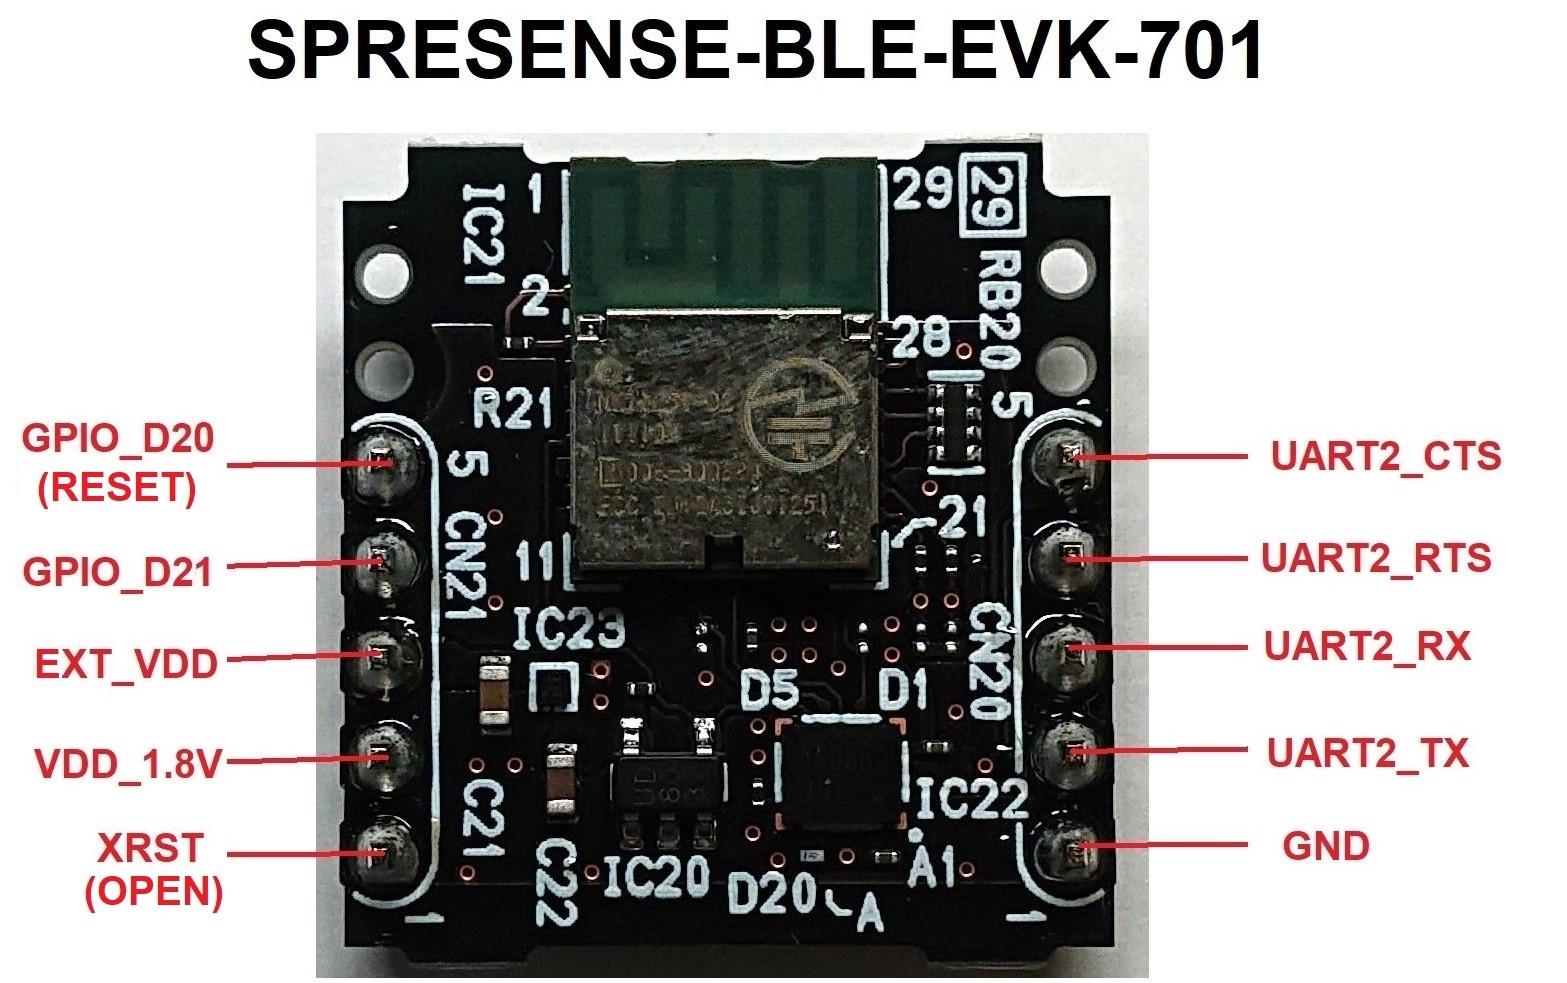 SPRESENSE-BLE-EVK-701
IC21
1
29
29
RB20
2
28
R21
5
GPIO_D20
(RESET)
5
UART2_CTS
CN21
21
GPIO_D21
11
UART2_RTS
IC23
CN20
EXT_VDD
UART2_RX
D5
D1
VDD_1.8V
UART2_TX
C21
IC22
XRST
(OPEN)
C22
IC20
D20
A
A1
GND
1
1